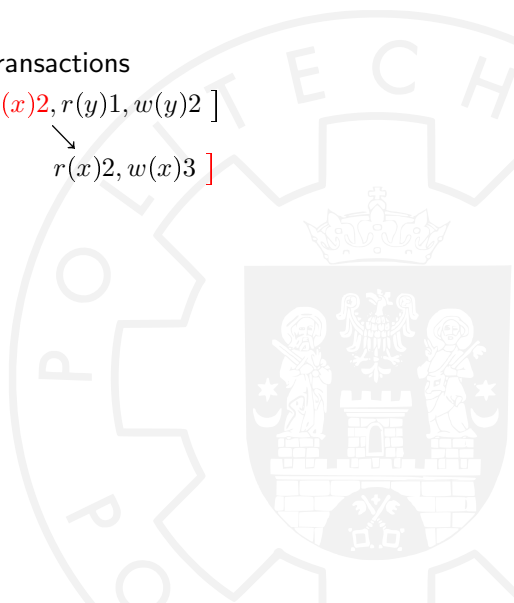 ransactions
(x)2, r(y)1, w(y)2 ]
r(x)2, w(x)3 ]
P O L I T E C H
P O